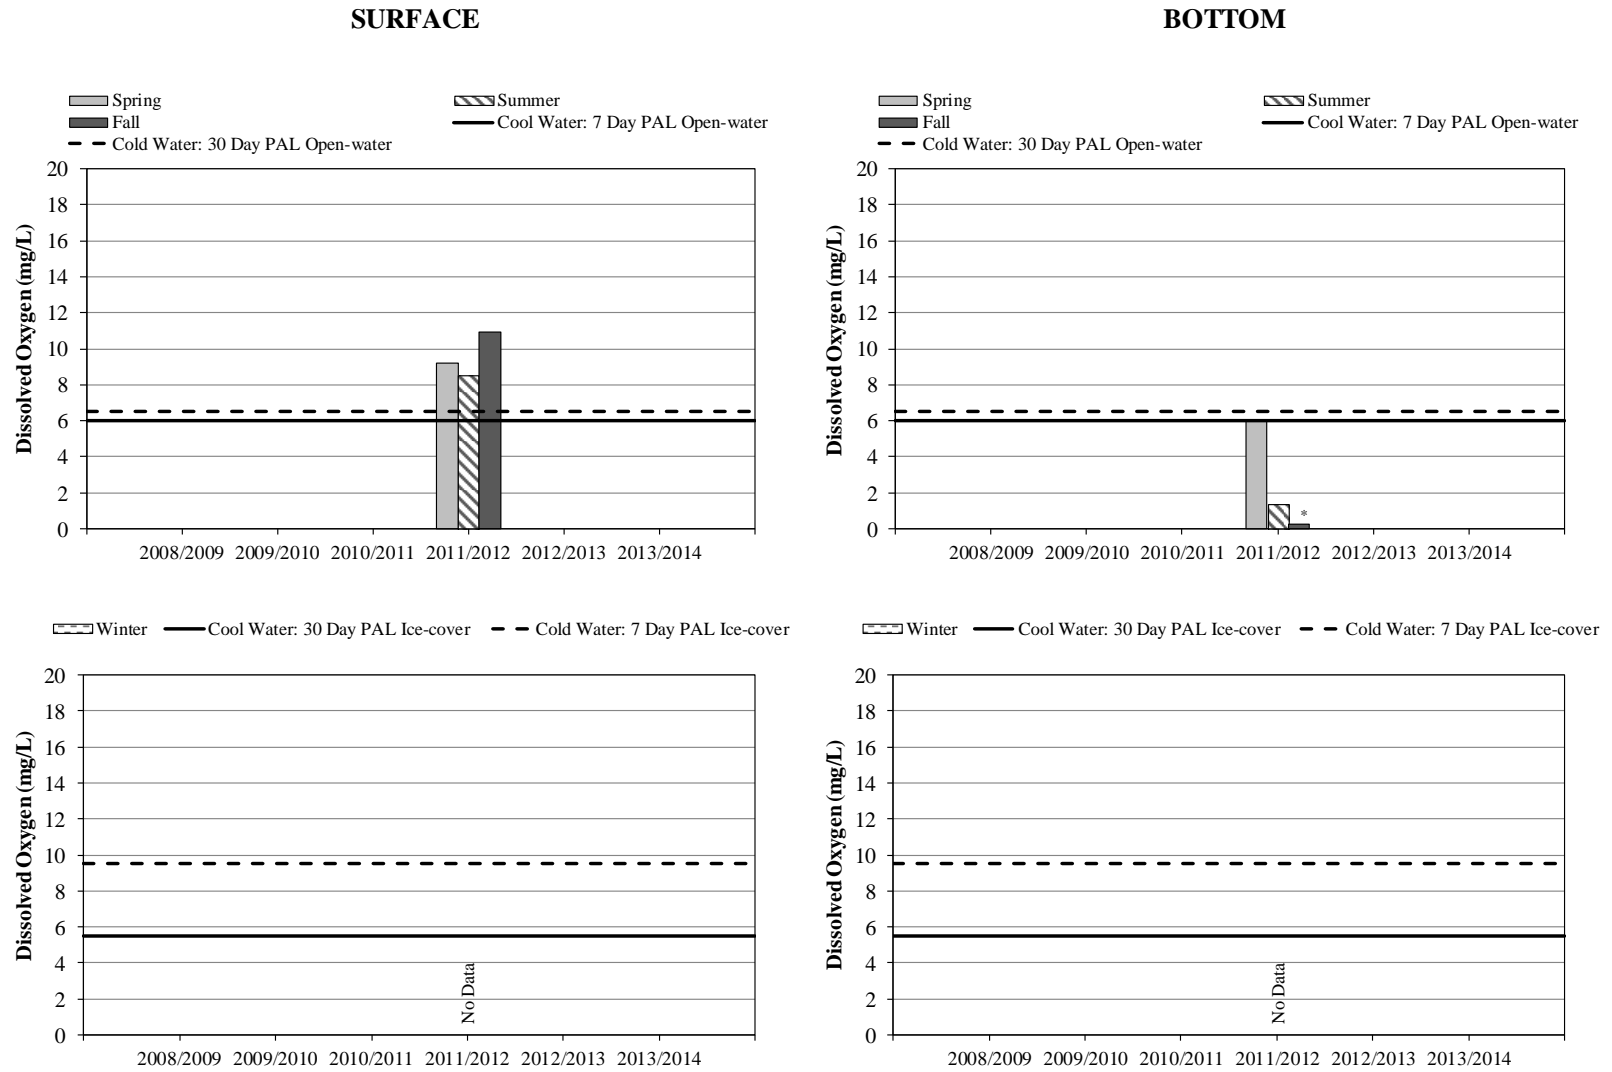 SURFACE
BOTTOM
Spring
Summer
Fall
Cool Water: 7 Day PAL Open-water
Cold Water: 30 Day PAL Open-water
Dissolved Oxygen (mg/L)
20
18
16
14
12
10
8
6
4
2
0
2008/2009 2009/2010 2010/2011 2011/2012 2012/2013 2013/2014
Spring
Summer
Fall
Cool Water: 7 Day PAL Open-water
Cold Water: 30 Day PAL Open-water
Dissolved Oxygen (mg/L)
20
18
16
14
12
10
8
6
4
2
0
*
2008/2009 2009/2010 2010/2011 2011/2012 2012/2013 2013/2014
Winter Cool Water: 30 Day PAL Ice-cover Cold Water: 7 Day PAL Ice-cover
Dissolved Oxygen (mg/L)
20
18
16
14
12
10
8
6
4
2
0
No Data
2008/2009 2009/2010 2010/2011 2011/2012 2012/2013 2013/2014
Winter Cool Water: 30 Day PAL Ice-cover Cold Water: 7 Day PAL Ice-cover
Dissolved Oxygen (mg/L)
20
18
16
14
12
10
8
6
4
2
0
No Data
2008/2009 2009/2010 2010/2011 2011/2012 2012/2013 2013/2014